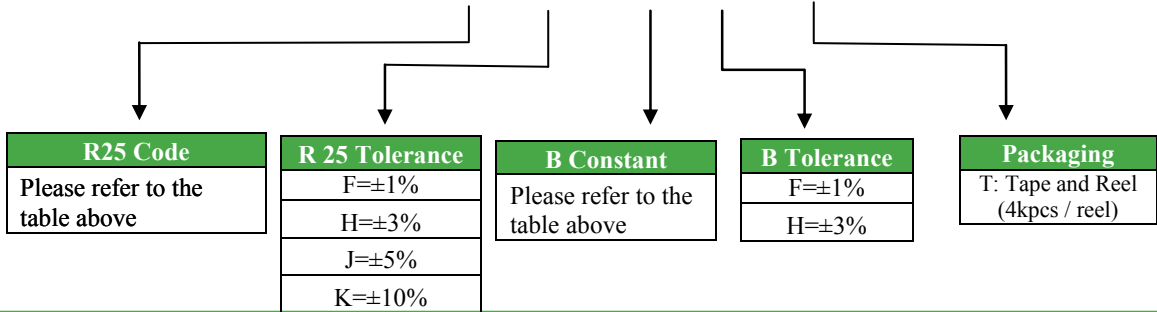 R25 Code
Please refer to the
table above
R 25 Tolerance
F=±1%
H=±3%
J=±5%
K=±10%
B Constant
Please refer to the
table above
B Tolerance
F=±1%
H=±3%
Packaging
T: Tape and Reel
(4kpcs / reel)